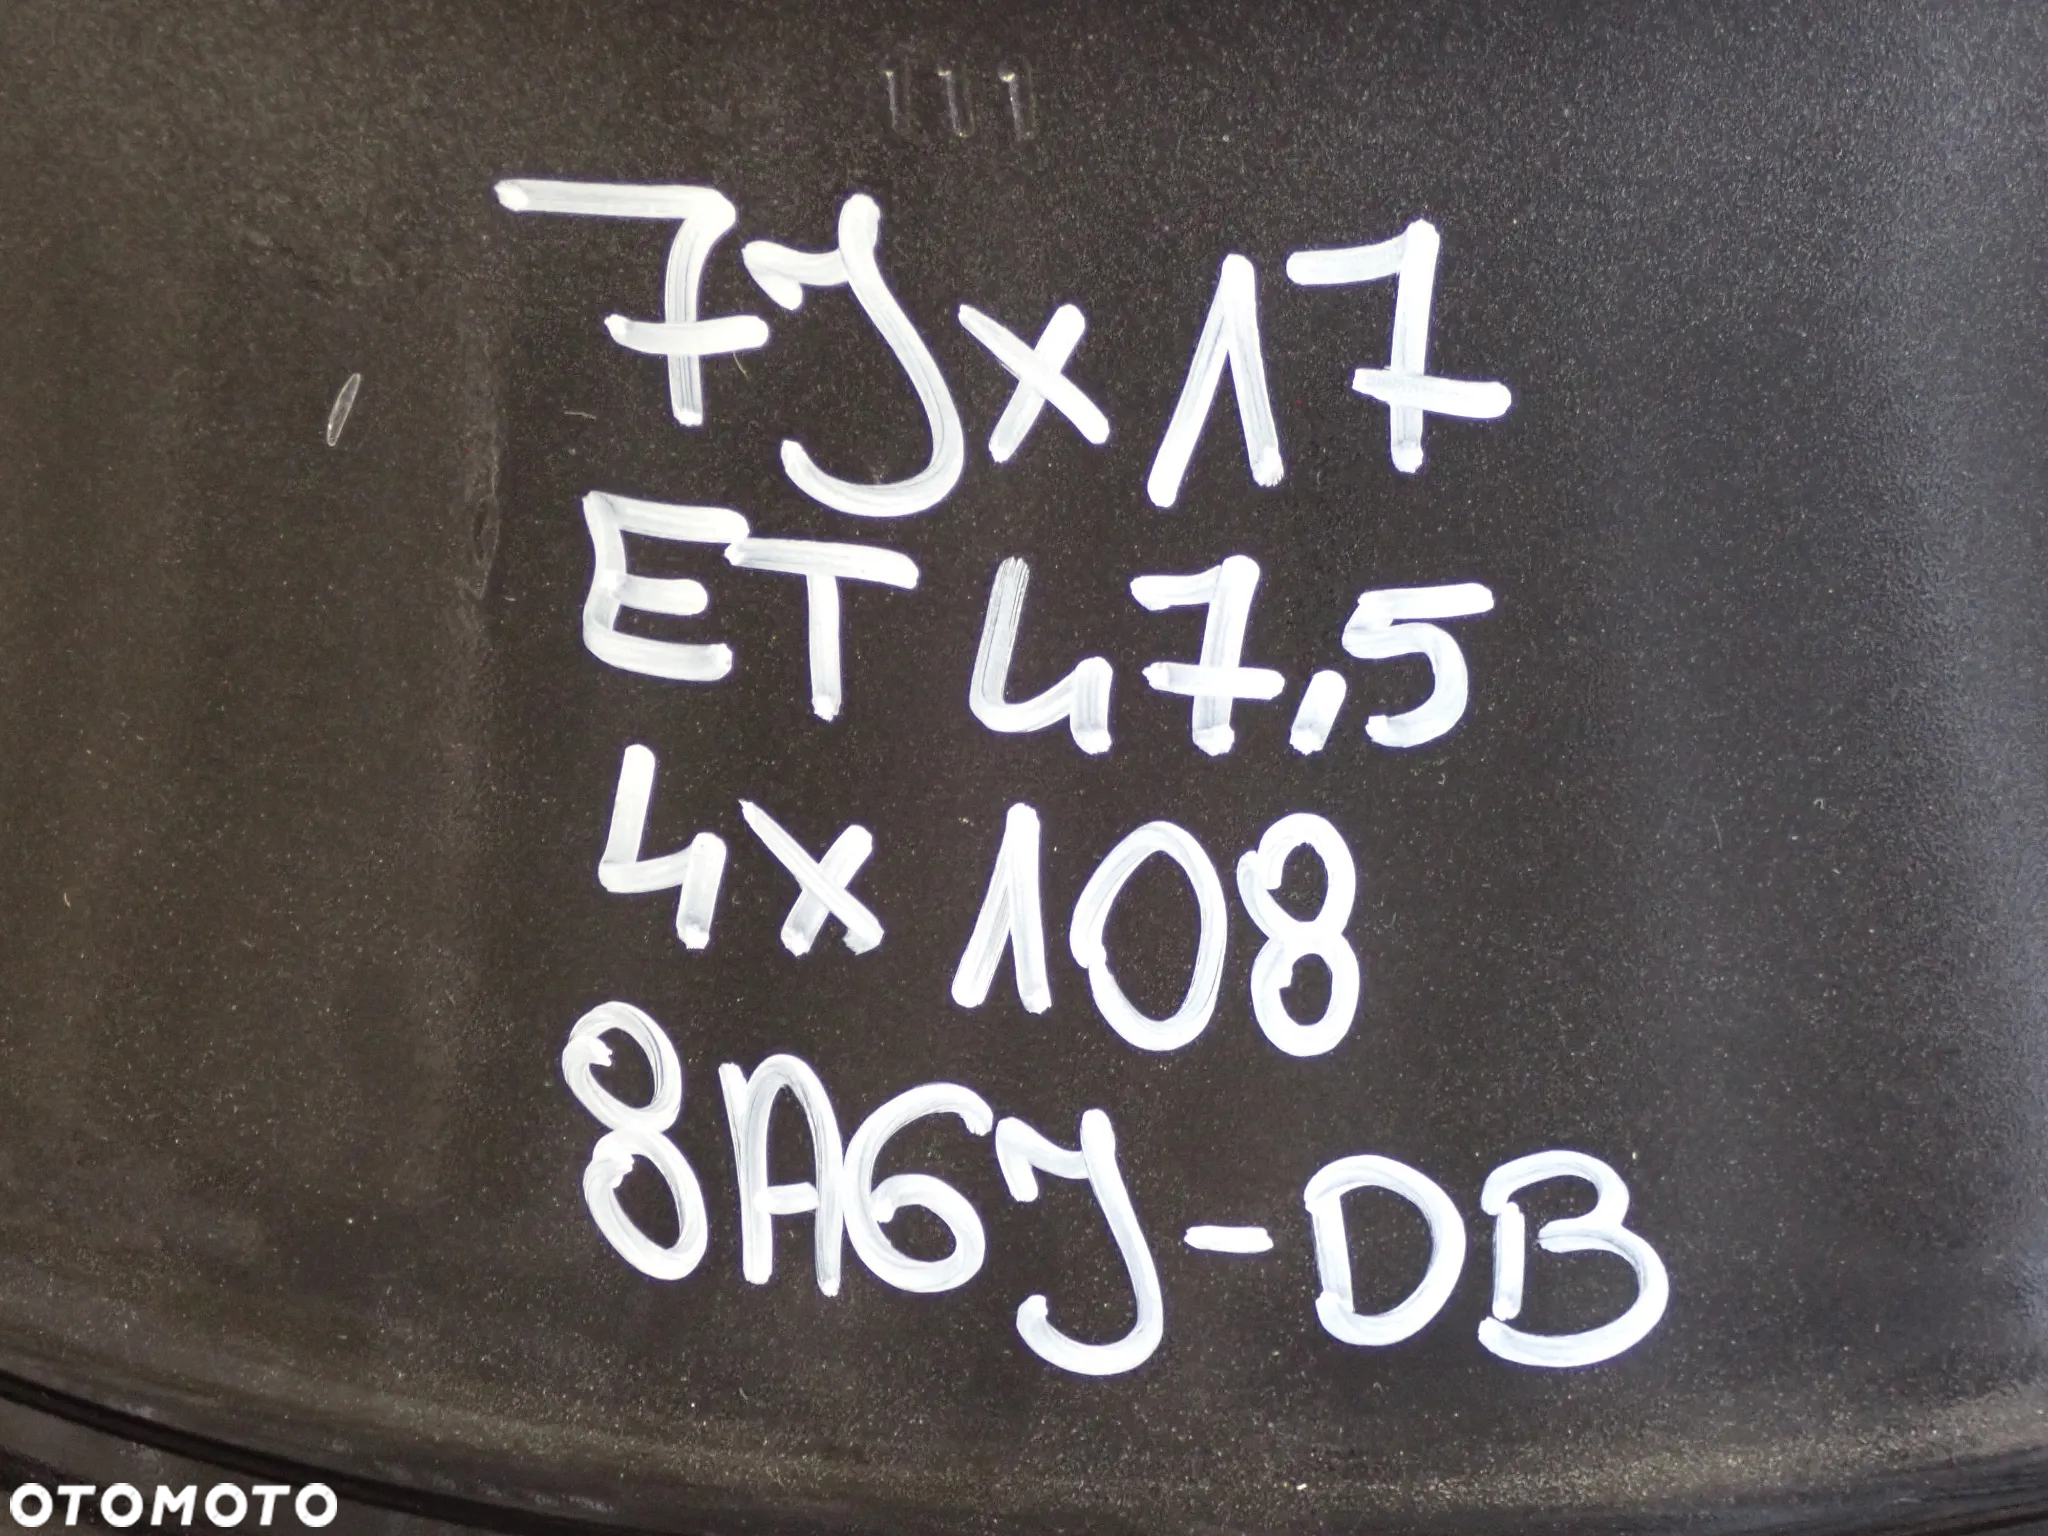 7Jx17
ET 47,5
4x108
8A6J-DB
OTOMOTO